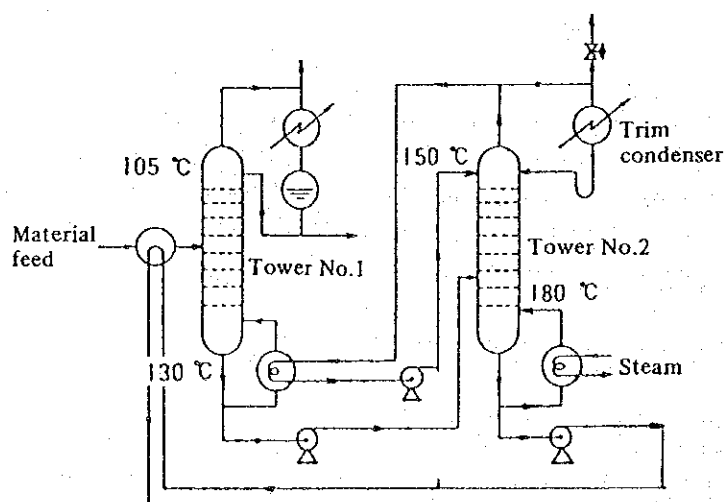 105 ℃
150 ℃
Trim
condenser
Material
feed
Tower No.1
Tower No.2
180 ℃
130 ℃
Steam